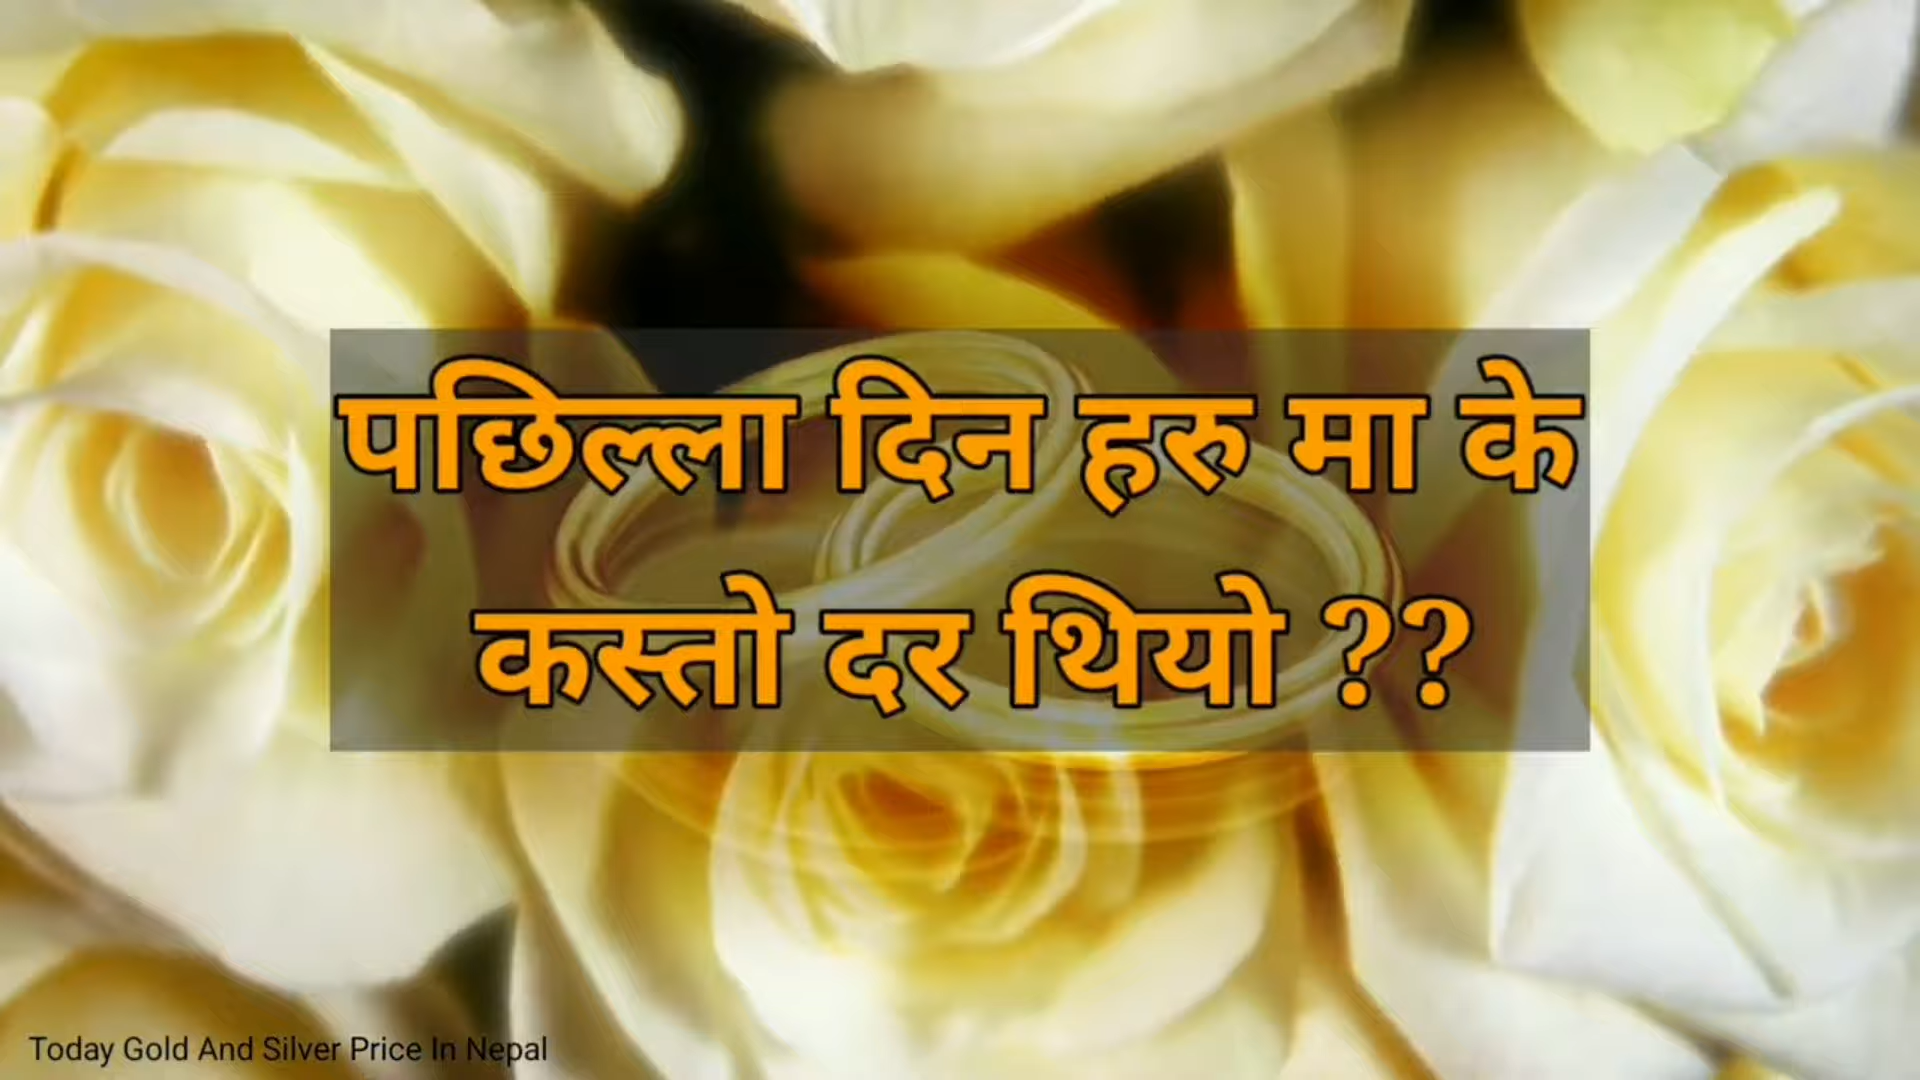 पछिल्ला दिन हरु मा के
कस्तो दर थियो ??
Today Gold And Silver Price In Nepal